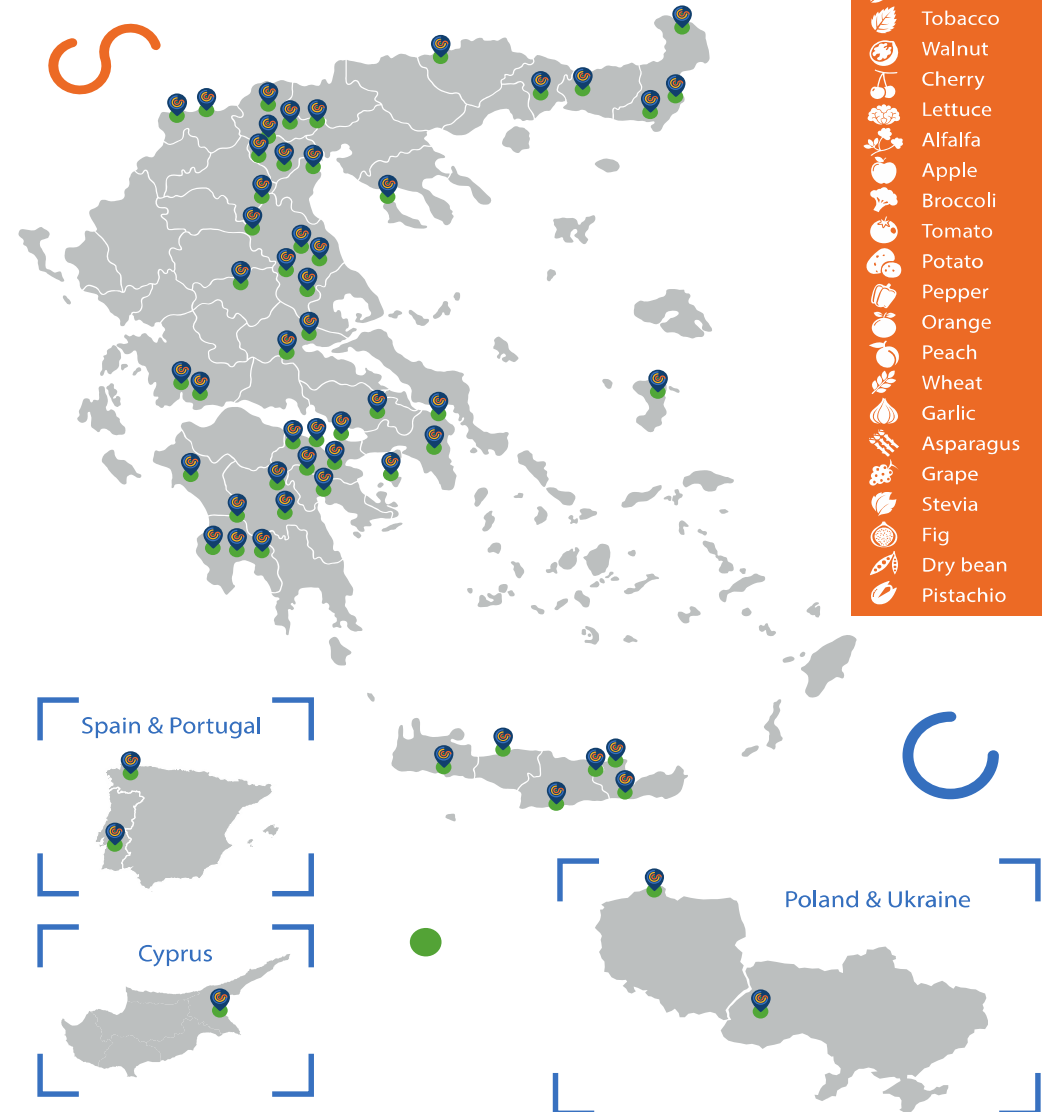 Tobacco
Walnut
Cherry
Lettuce
Alfalfa
Apple
Broccoli
Tomato
Potato
Pepper
Orange
Peach
Wheat
Garlic
Asparagus
Grape
Stevia
Fig
Dry bean
Pistachio
Spain & Portugal
Poland & Ukraine
Cyprus